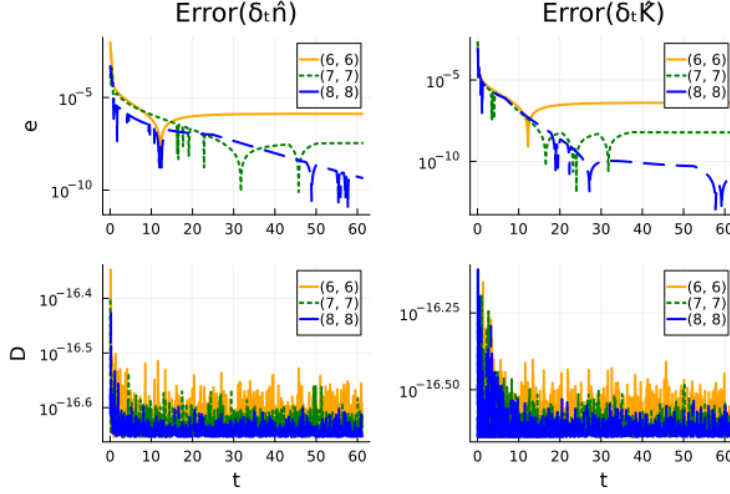 Error(δₜn̂) Error(δₜK̂)
e
10⁻⁵
10⁻¹⁰
(6, 6)
(7, 7)
(8, 8)
0 10 20 30 40 50 60
10⁻⁵
10⁻¹⁰
(6, 6)
(7, 7)
(8, 8)
0 10 20 30 40 50 60
D
10⁻¹⁶·⁴
10⁻¹⁶·⁵
10⁻¹⁶·⁶
(6, 6)
(7, 7)
(8, 8)
0 10 20 30 40 50 60
t
10⁻¹⁶·²⁵
10⁻¹⁶·⁵⁰
(6, 6)
(7, 7)
(8, 8)
0 10 20 30 40 50 60
t